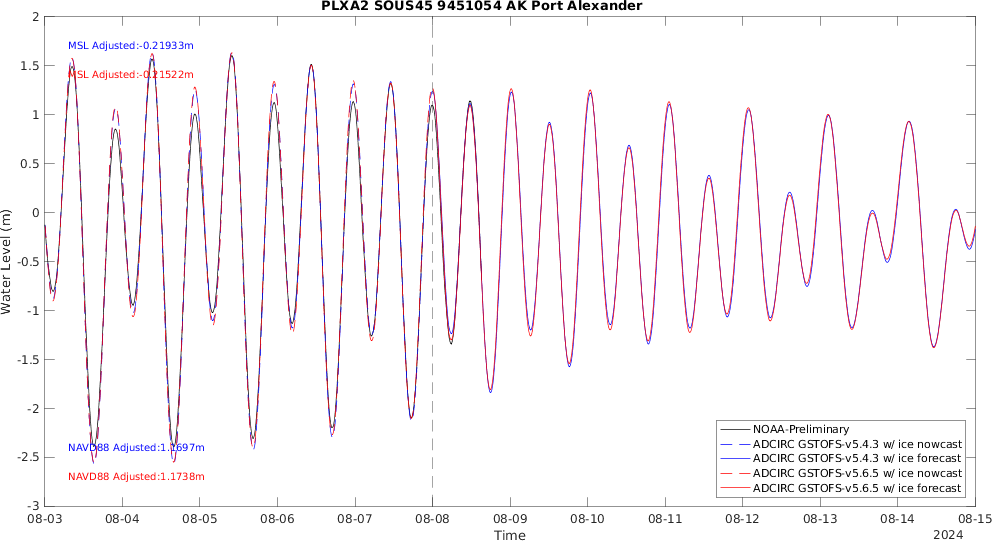 PLXA2 SOUS45 9451054 AK Port Alexander
2
1.5
1
0.5
0
-0.5
-1
-1.5
-2
-2.5
-3
Water Level (m)
MSL Adjusted:-0.21933m
MSL Adjusted:-0.21522m
NAVD88 Adjusted:1.1697m
NAVD88 Adjusted:1.1738m
NOAA-Preliminary
ADCIRC GSTOFS-v5.4.3 w/ ice nowcast
ADCIRC GSTOFS-v5.4.3 w/ ice forecast
ADCIRC GSTOFS-v5.6.5 w/ ice nowcast
ADCIRC GSTOFS-v5.6.5 w/ ice forecast
08-03 08-04 08-05 08-06 08-07 08-08 08-09 08-10 08-11 08-12 08-13 08-14 08-15
Time
2024